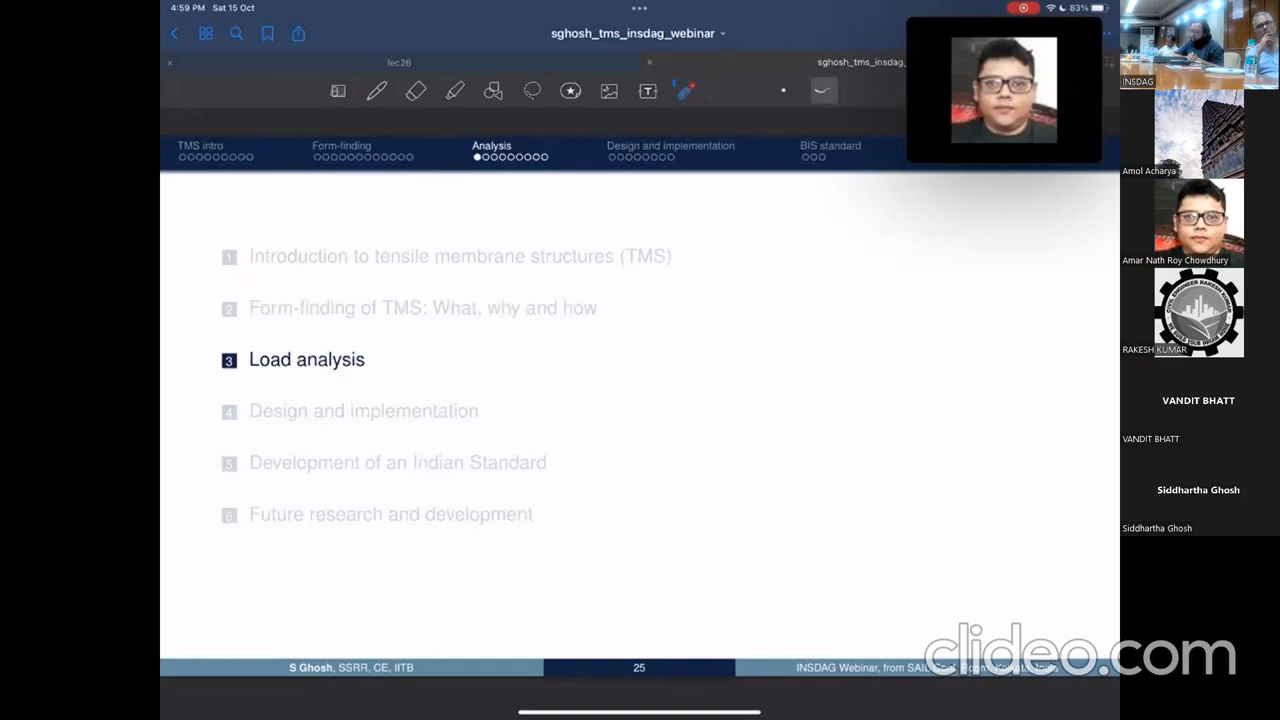 4:59 PM Sat 15 Oct
83%
sghosh_tms_insdag_webinar
lec26
sghosh_tms_insdag_
TMS intro
Form-finding
Analysis
Design and implementation
BIS standard
1 Introduction to tensile membrane structures (TMS)
2 Form-finding of TMS: What, why and how
3 Load analysis
4 Design and implementation
5 Development of an Indian Standard
6 Future research and development
S Ghosh, SSRR, CE, IITB
25
INSDAG Webinar, from SAIL Conf. Room, Kolkata, India
clideo.com
INSDAG
Amol Acharya
Amar Nath Roy Chowdhury
RAKESH KUMAR
VANDIT BHATT
VANDIT BHATT
Siddhartha Ghosh
Siddhartha Ghosh